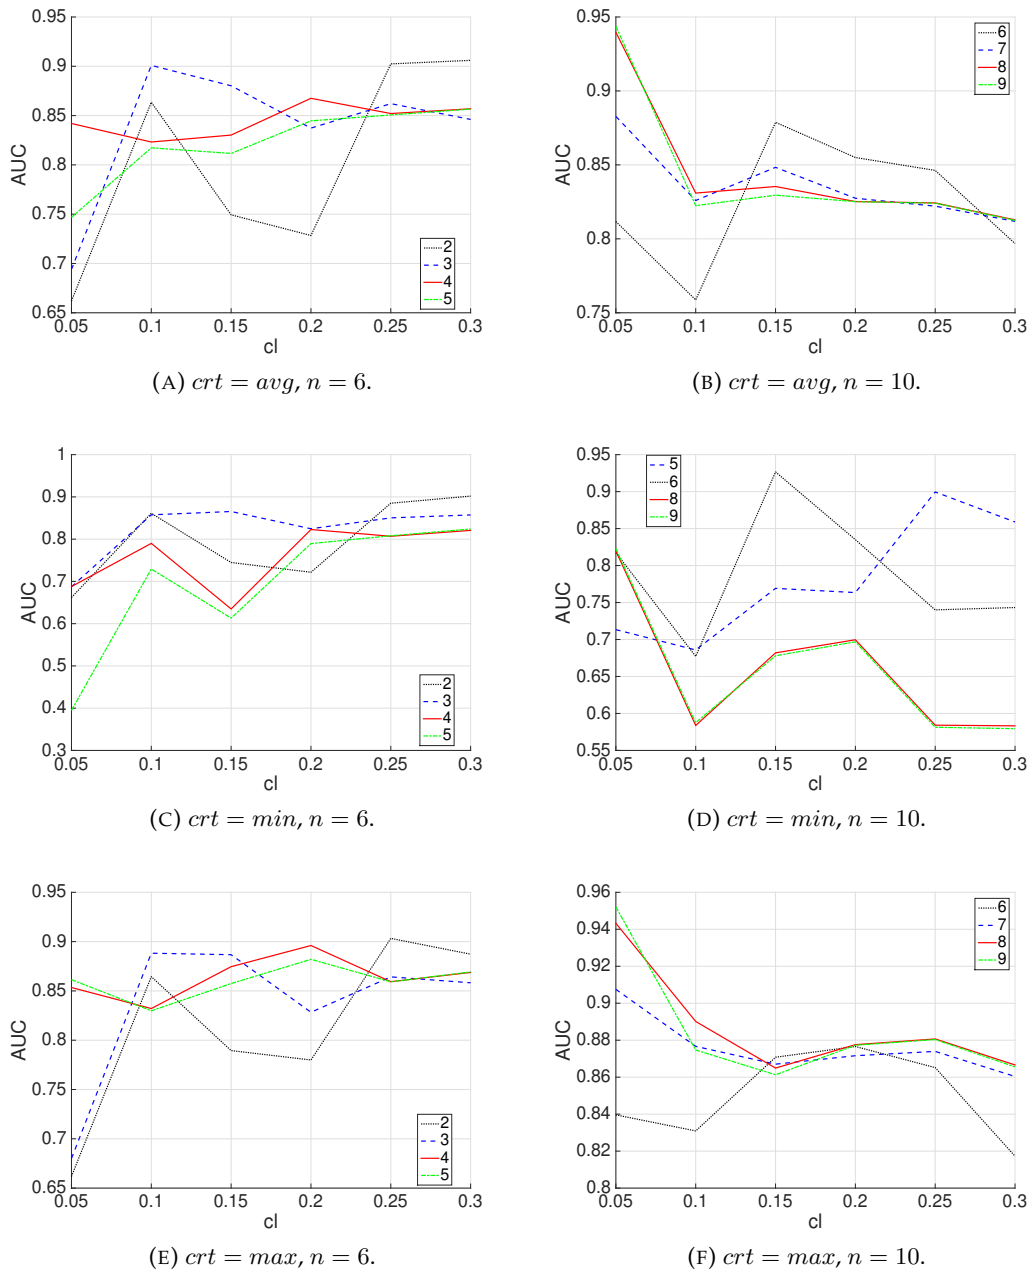 0.95
0.9
0.85
0.8
0.75
0.7
0.65
AUC
0.05 0.1 0.15 0.2 0.25 0.3
cl
2
3
4
5
(A) crt = avg, n = 6.
0.95
0.9
0.85
0.8
0.75
AUC
0.05 0.1 0.15 0.2 0.25 0.3
cl
6
7
8
9
(B) crt = avg, n = 10.
1
0.9
0.8
0.7
0.6
0.5
0.4
0.3
AUC
0.05 0.1 0.15 0.2 0.25 0.3
cl
2
3
4
5
(C) crt = min, n = 6.
0.95
0.9
0.85
0.8
0.75
0.7
0.65
0.6
0.55
AUC
0.05 0.1 0.15 0.2 0.25 0.3
cl
5
6
8
9
(D) crt = min, n = 10.
0.95
0.9
0.85
0.8
0.75
0.7
0.65
AUC
0.05 0.1 0.15 0.2 0.25 0.3
cl
2
3
4
5
(E) crt = max, n = 6.
0.96
0.94
0.92
0.9
0.88
0.86
0.84
0.82
0.8
AUC
0.05 0.1 0.15 0.2 0.25 0.3
cl
6
7
8
9
(F) crt = max, n = 10.